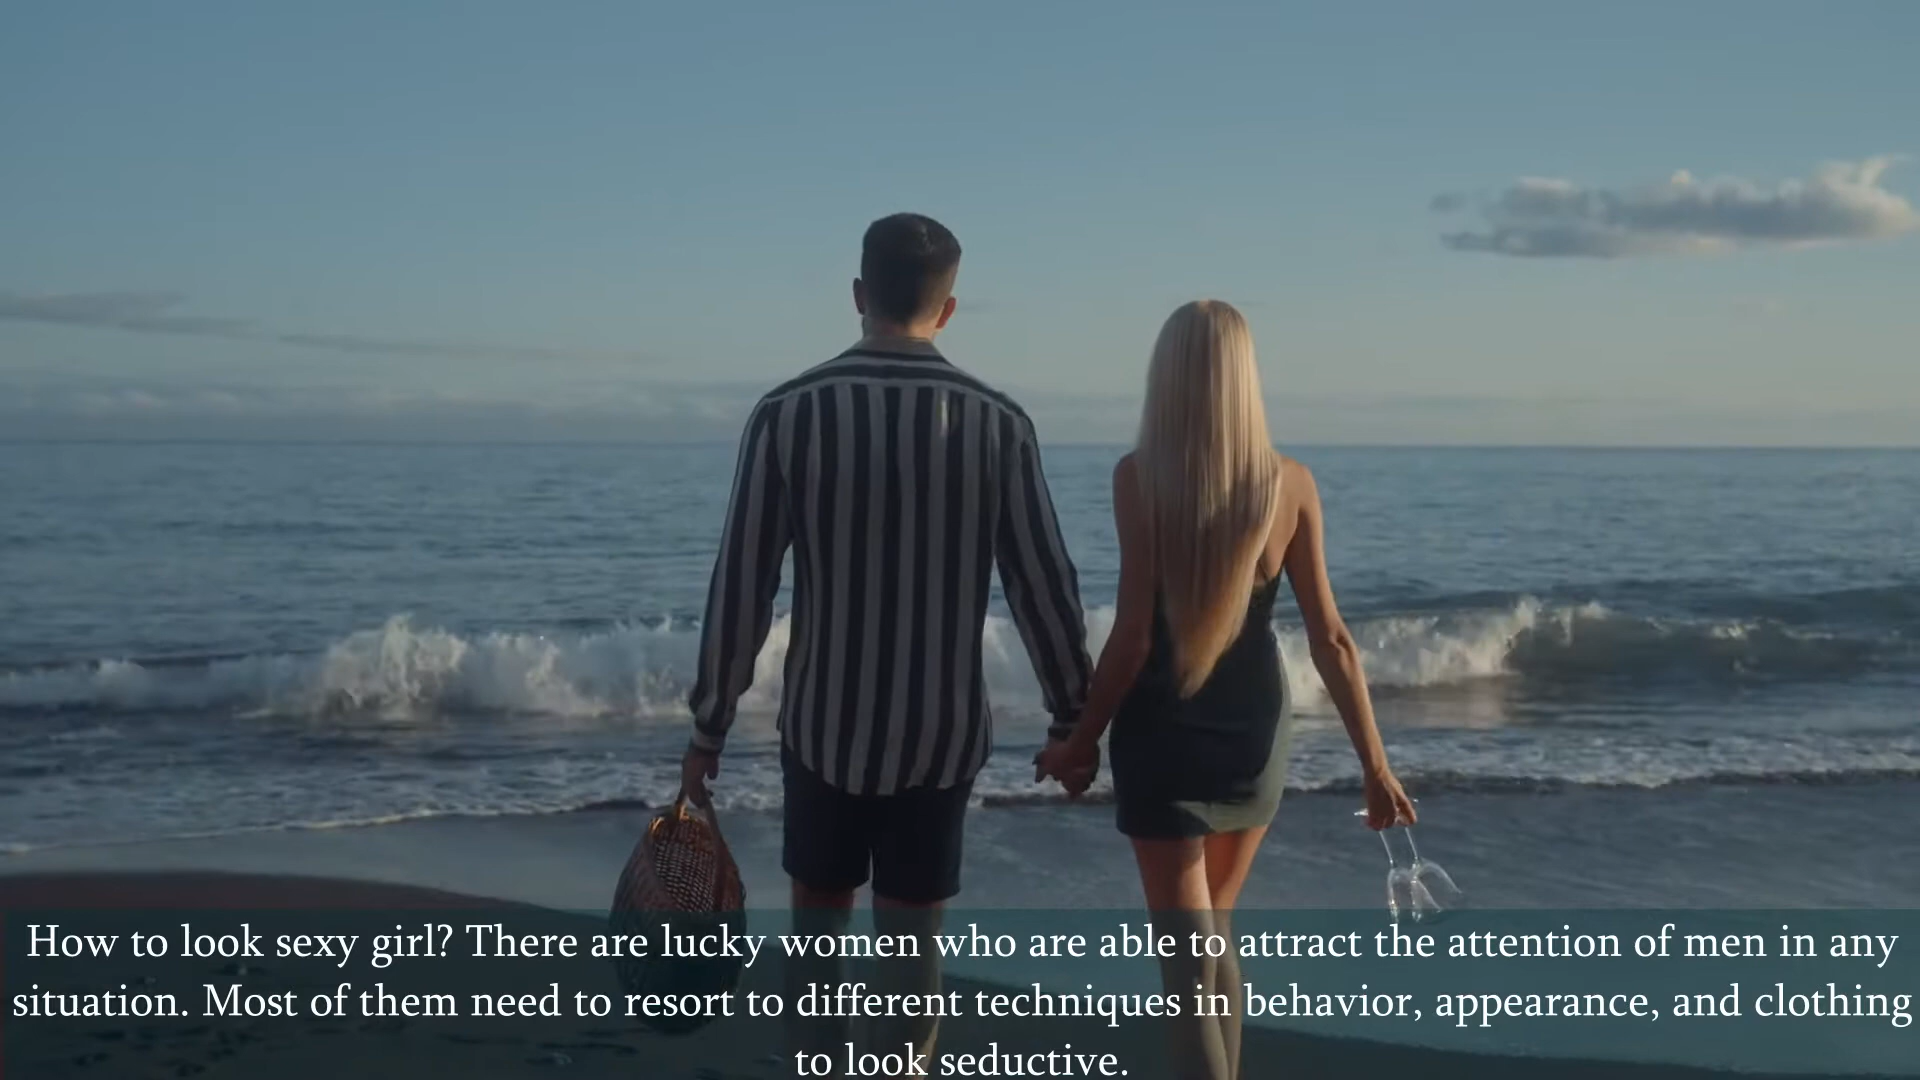 How to look sexy girl? There are lucky women who are able to attract the attention of men in any
situation. Most of them need to resort to different techniques in behavior, appearance, and clothing
to look seductive.